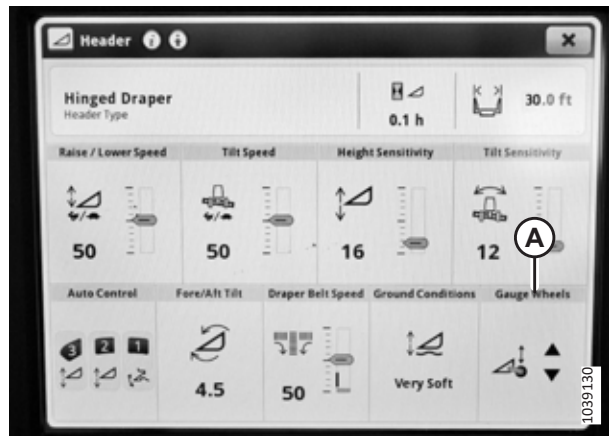 Header
Hinged Draper
Header Type
0.1 h
30.0 ft
Raise / Lower Speed
Tilt Speed
Height Sensitivity
Tilt Sensitivity
50
50
16
12
A
Auto Control
Fore/Aft Tilt
Draper Belt Speed
Ground Conditions
Gauge Wheels
3 2 1
4.5
50
Very Soft
1039130